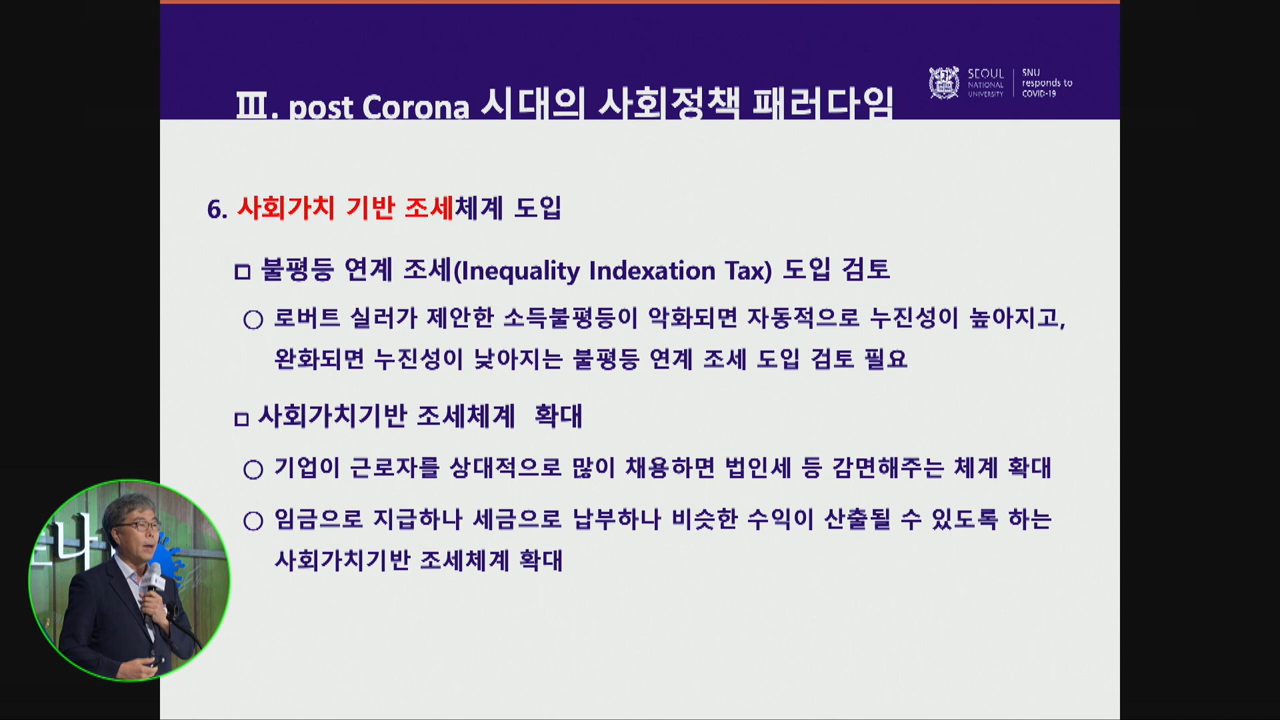 Ⅲ. post Corona 시대의 사회정책 패러다임
SEOUL
NATIONAL
UNIVERSITY
SNU
responds to
COVID-19
6. 사회가치 기반 조세체계 도입
□ 불평등 연계 조세(Inequality Indexation Tax) 도입 검토
○ 로버트 실러가 제안한 소득불평등이 악화되면 자동적으로 누진성이 높아지고,
완화되면 누진성이 낮아지는 불평등 연계 조세 도입 검토 필요
□ 사회가치기반 조세체계 확대
○ 기업이 근로자를 상대적으로 많이 채용하면 법인세 등 감면해주는 체계 확대
○ 임금으로 지급하나 세금으로 납부하나 비슷한 수익이 산출될 수 있도록 하는
사회가치기반 조세체계 확대
나